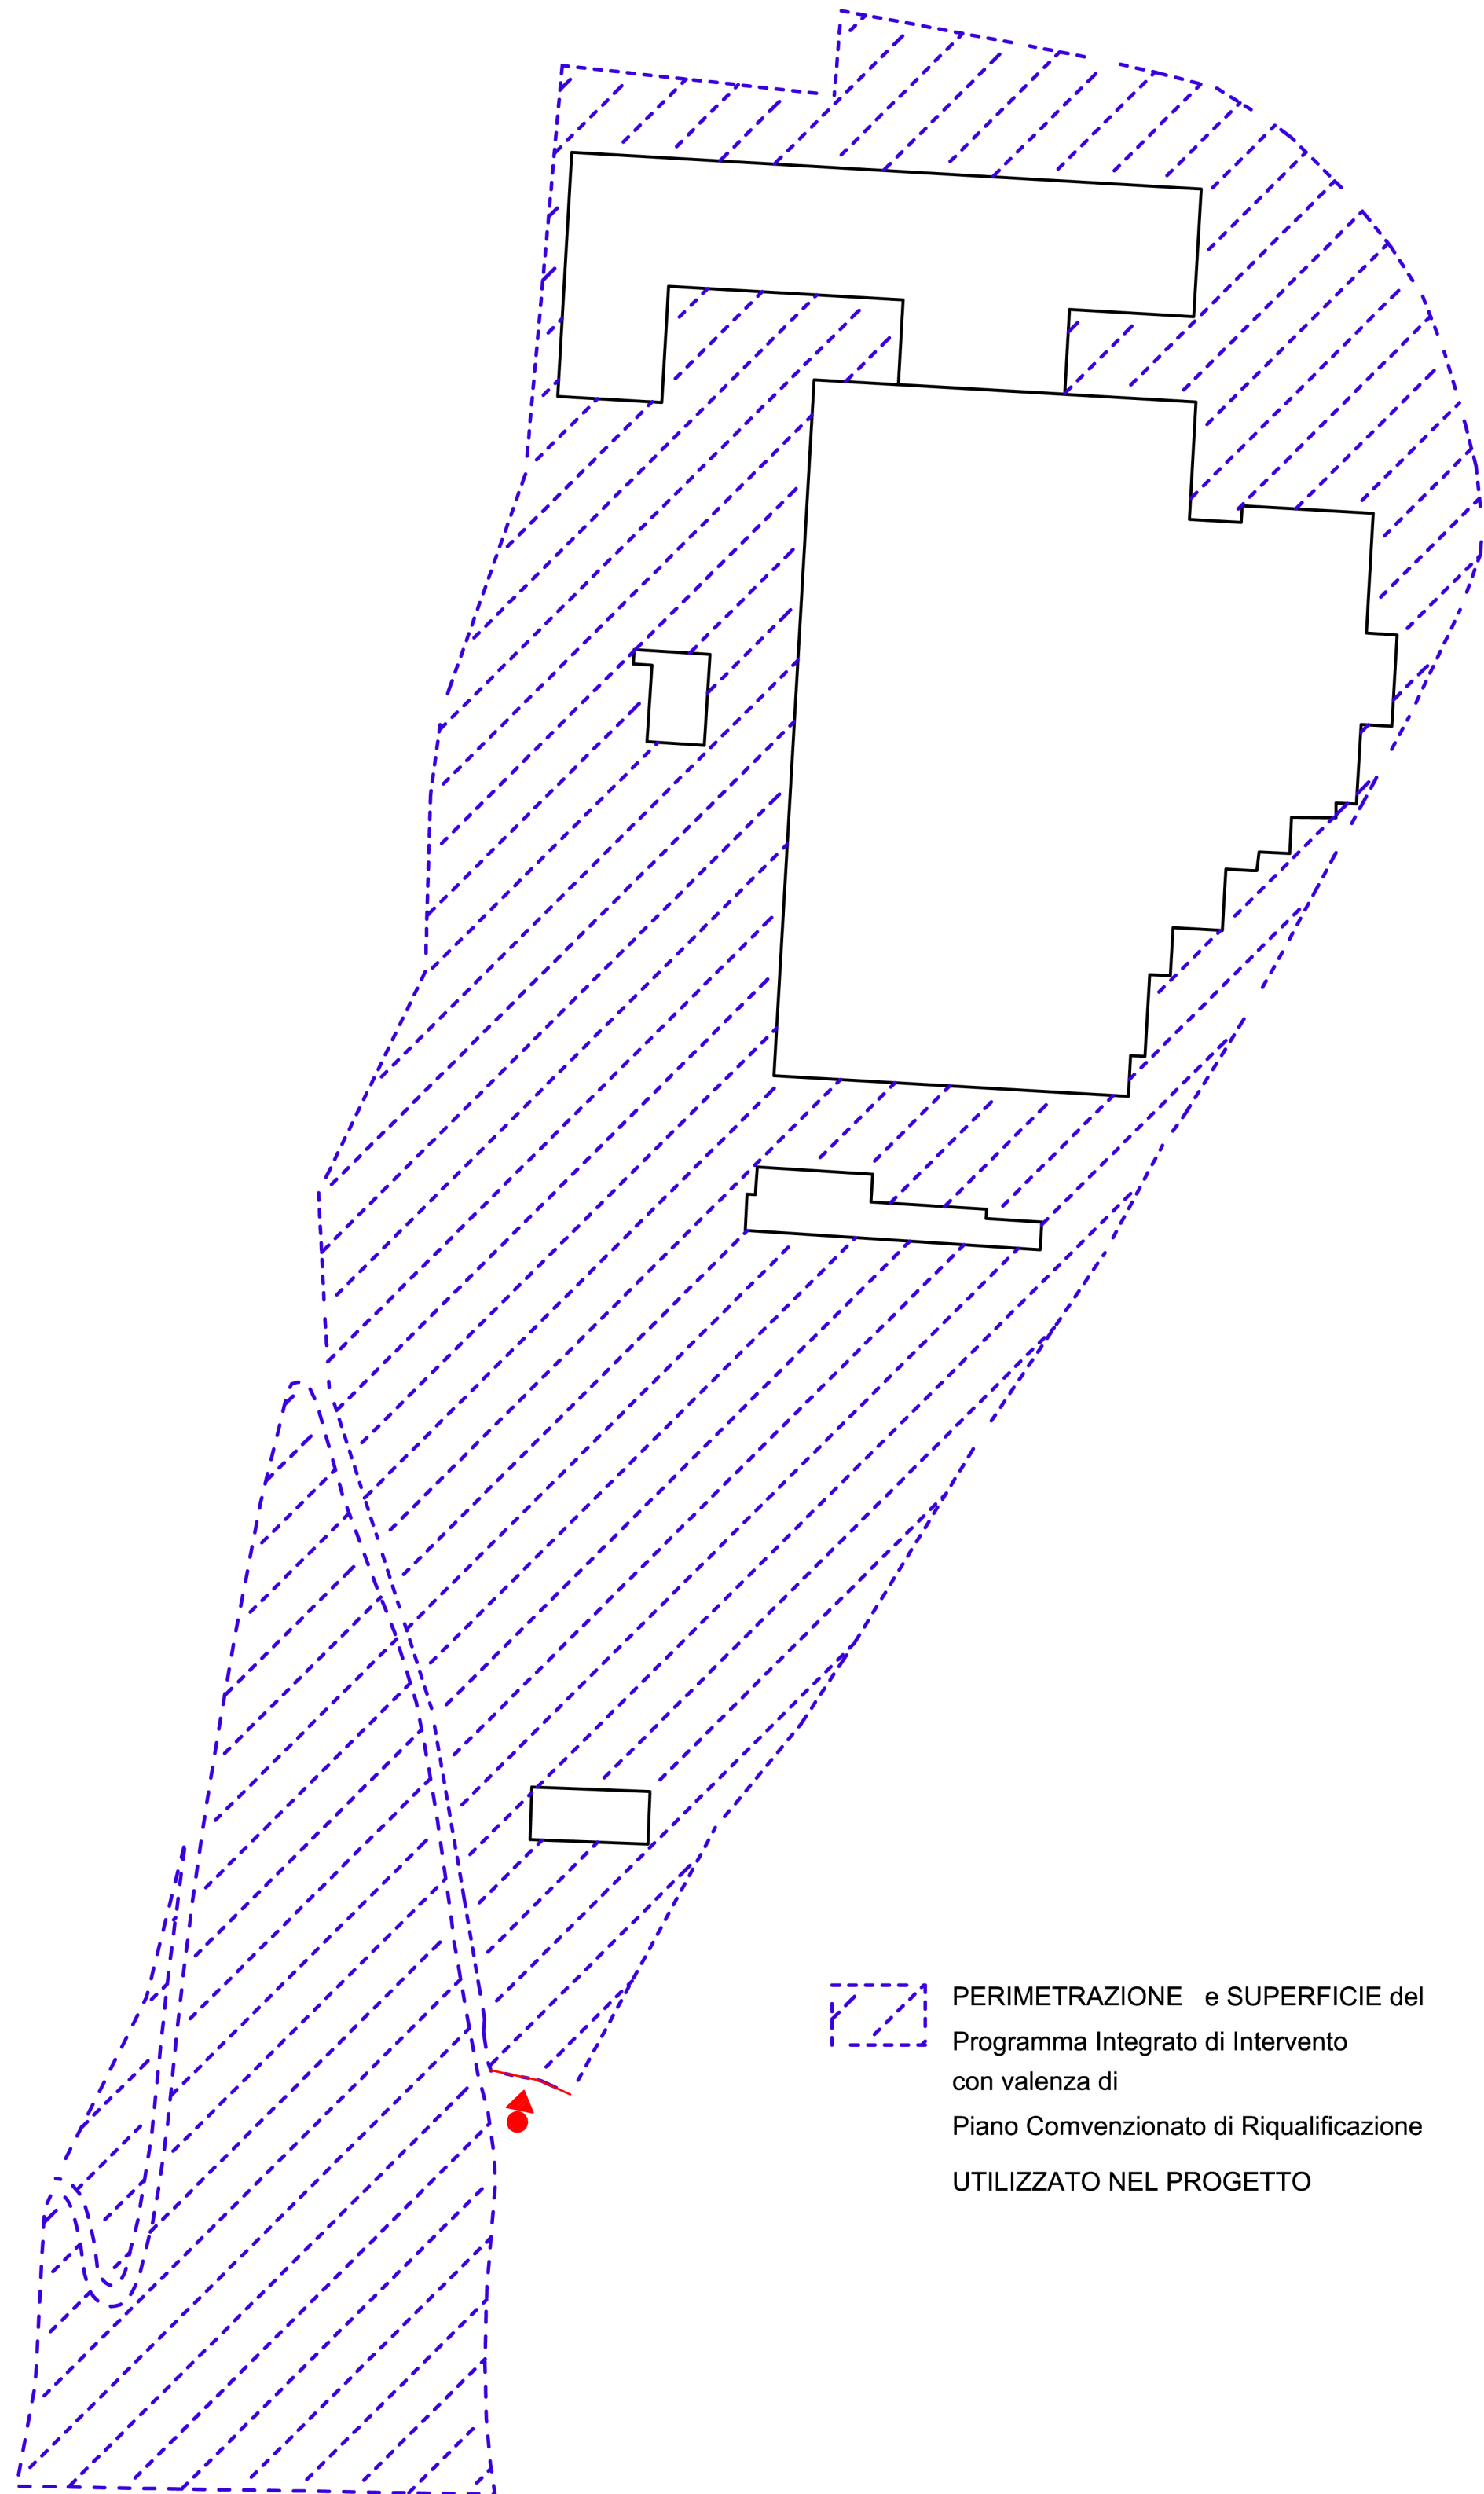 PERIMETRAZIONE e SUPERFICIE del
Programma Integrato di Intervento
con valenza di
Piano Comvenzionato di Riqualificazione
UTILIZZATO NEL PROGETTO